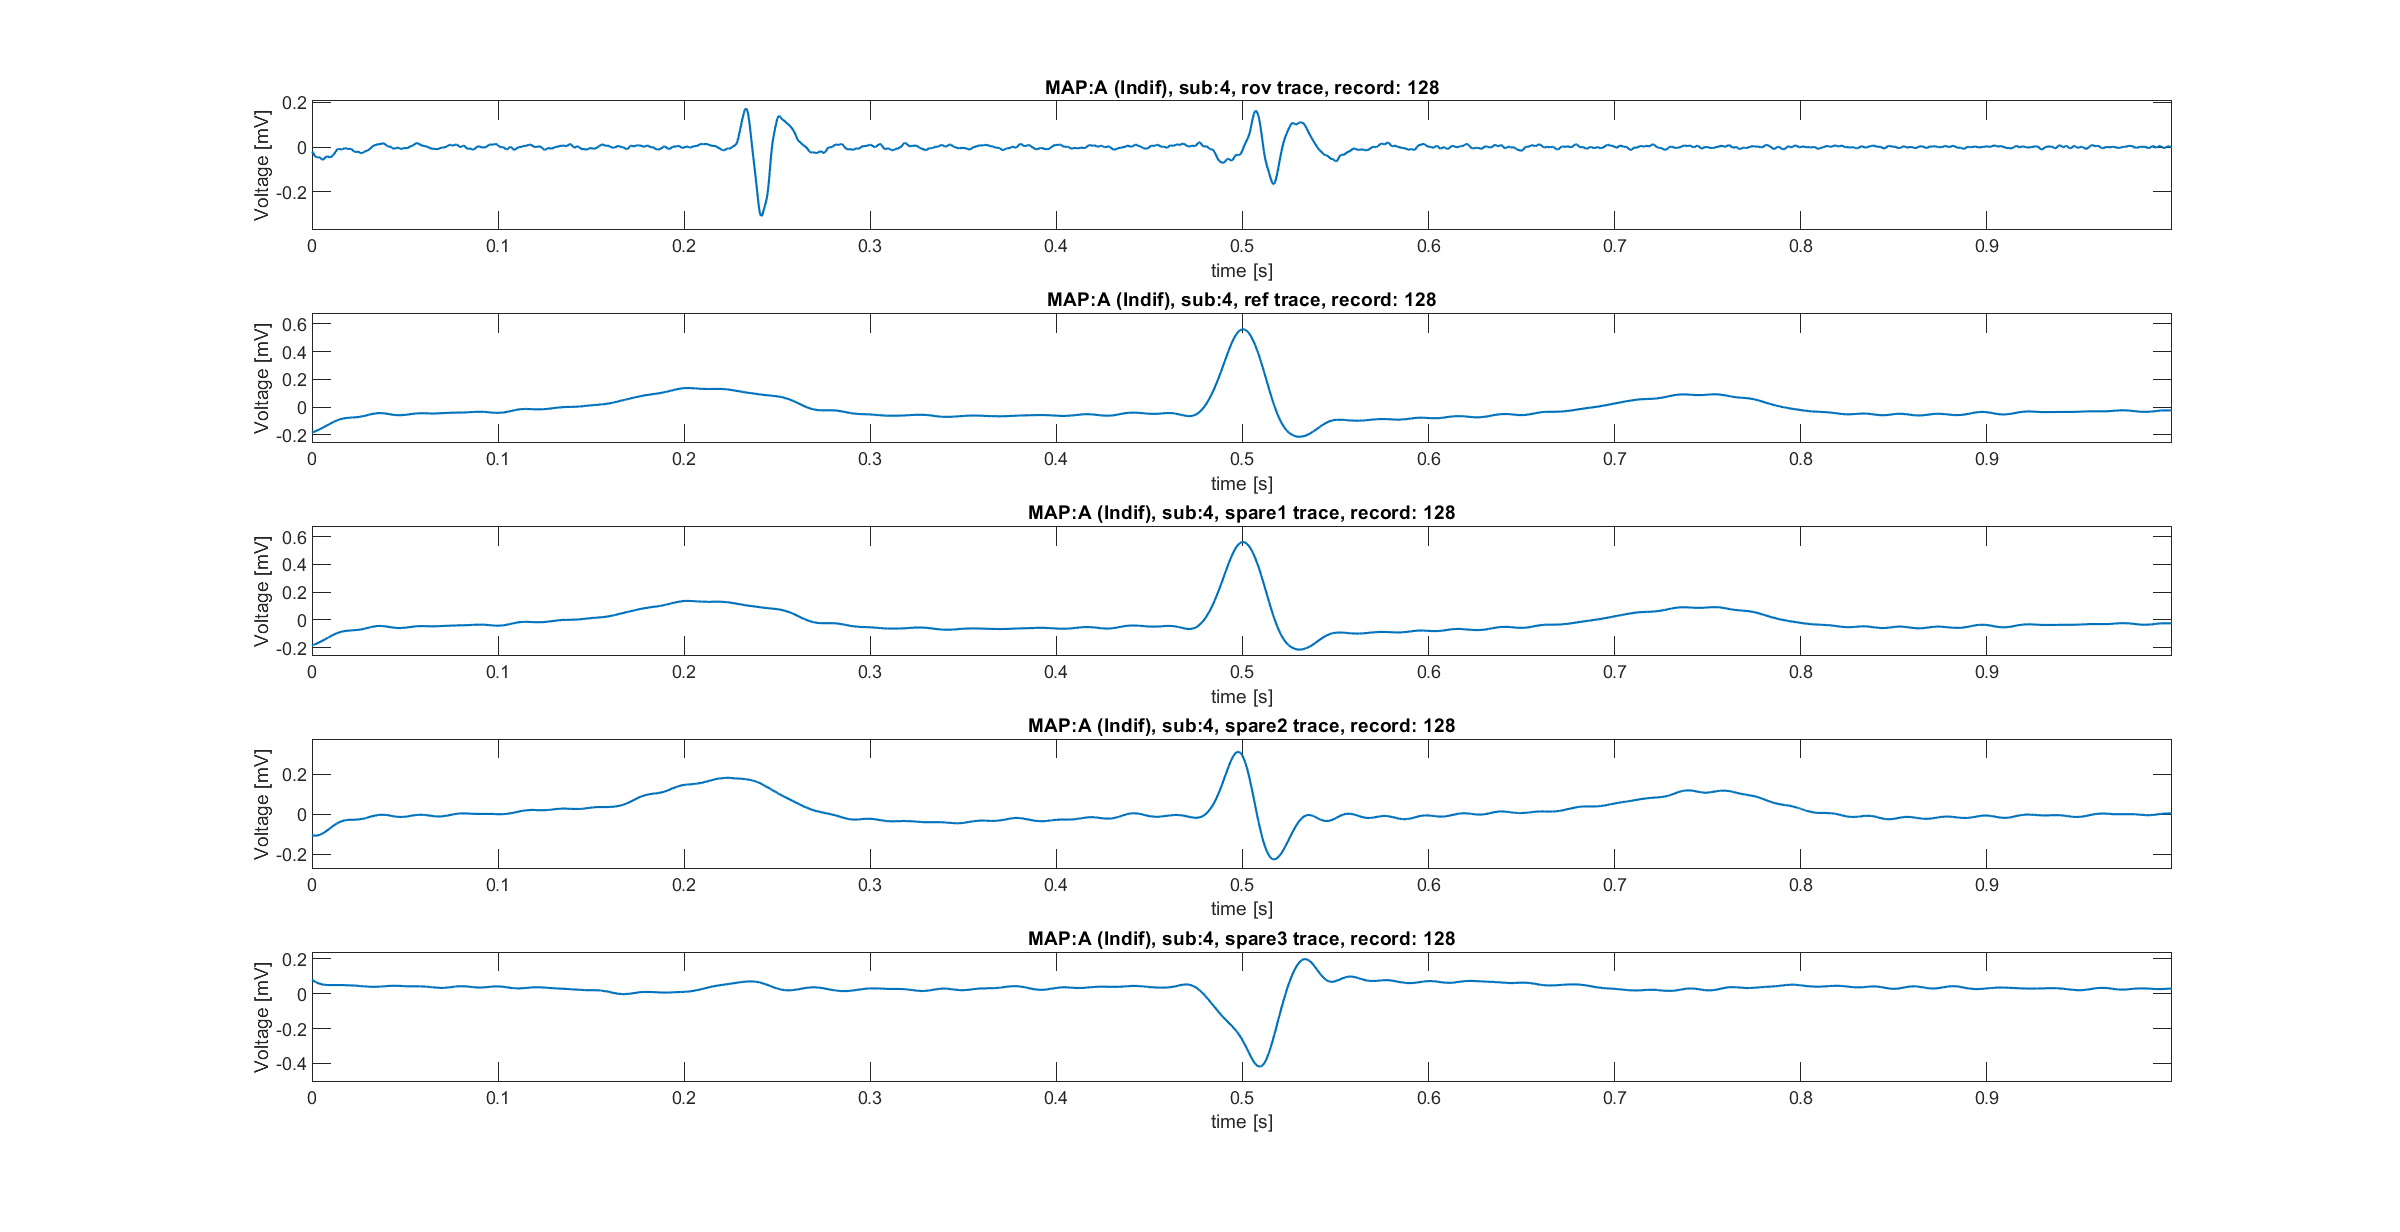 MAP:A (Indif), sub:4, rov trace, record: 128
Voltage [mV]
0.2
0
-0.2
0 0.1 0.2 0.3 0.4 0.5 0.6 0.7 0.8 0.9
time [s]
MAP:A (Indif), sub:4, ref trace, record: 128
Voltage [mV]
0.6
0.4
0.2
0
-0.2
0 0.1 0.2 0.3 0.4 0.5 0.6 0.7 0.8 0.9
time [s]
MAP:A (Indif), sub:4, spare1 trace, record: 128
Voltage [mV]
0.6
0.4
0.2
0
-0.2
0 0.1 0.2 0.3 0.4 0.5 0.6 0.7 0.8 0.9
time [s]
MAP:A (Indif), sub:4, spare2 trace, record: 128
Voltage [mV]
0.2
0
-0.2
0 0.1 0.2 0.3 0.4 0.5 0.6 0.7 0.8 0.9
time [s]
MAP:A (Indif), sub:4, spare3 trace, record: 128
Voltage [mV]
0.2
0
-0.2
-0.4
0 0.1 0.2 0.3 0.4 0.5 0.6 0.7 0.8 0.9
time [s]